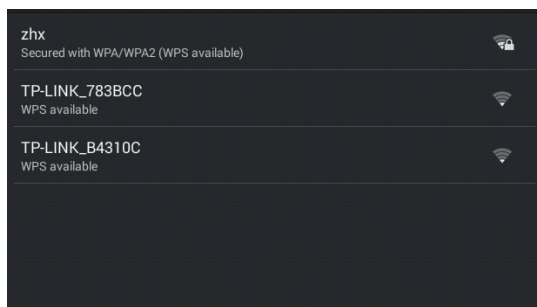 zhx
Secured with WPA/WPA2 (WPS available)
TP-LINK_783BCC
WPS available
TP-LINK_B4310C
WPS available